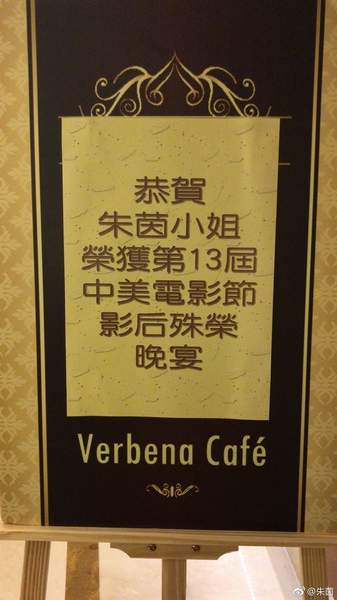 恭賀
朱茵小姐
榮獲第13屆
中美電影節
影后殊榮
晚宴
Verbena Café
@朱茵